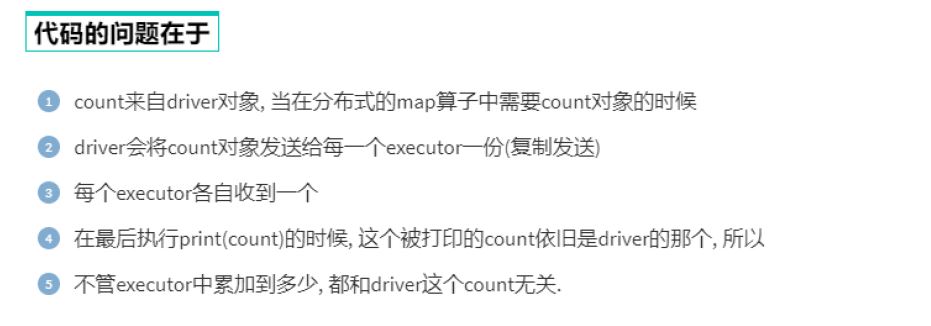 代码的问题在于
1 count来自driver对象, 当在分布式的map算子中需要count对象的时候
2 driver会将count对象发送给每一个executor一份(复制发送)
3 每个executor各自收到一个
4 在最后执行print(count)的时候, 这个被打印的count依旧是driver的那个, 所以
5 不管executor中累加到多少, 都和driver这个count无关.